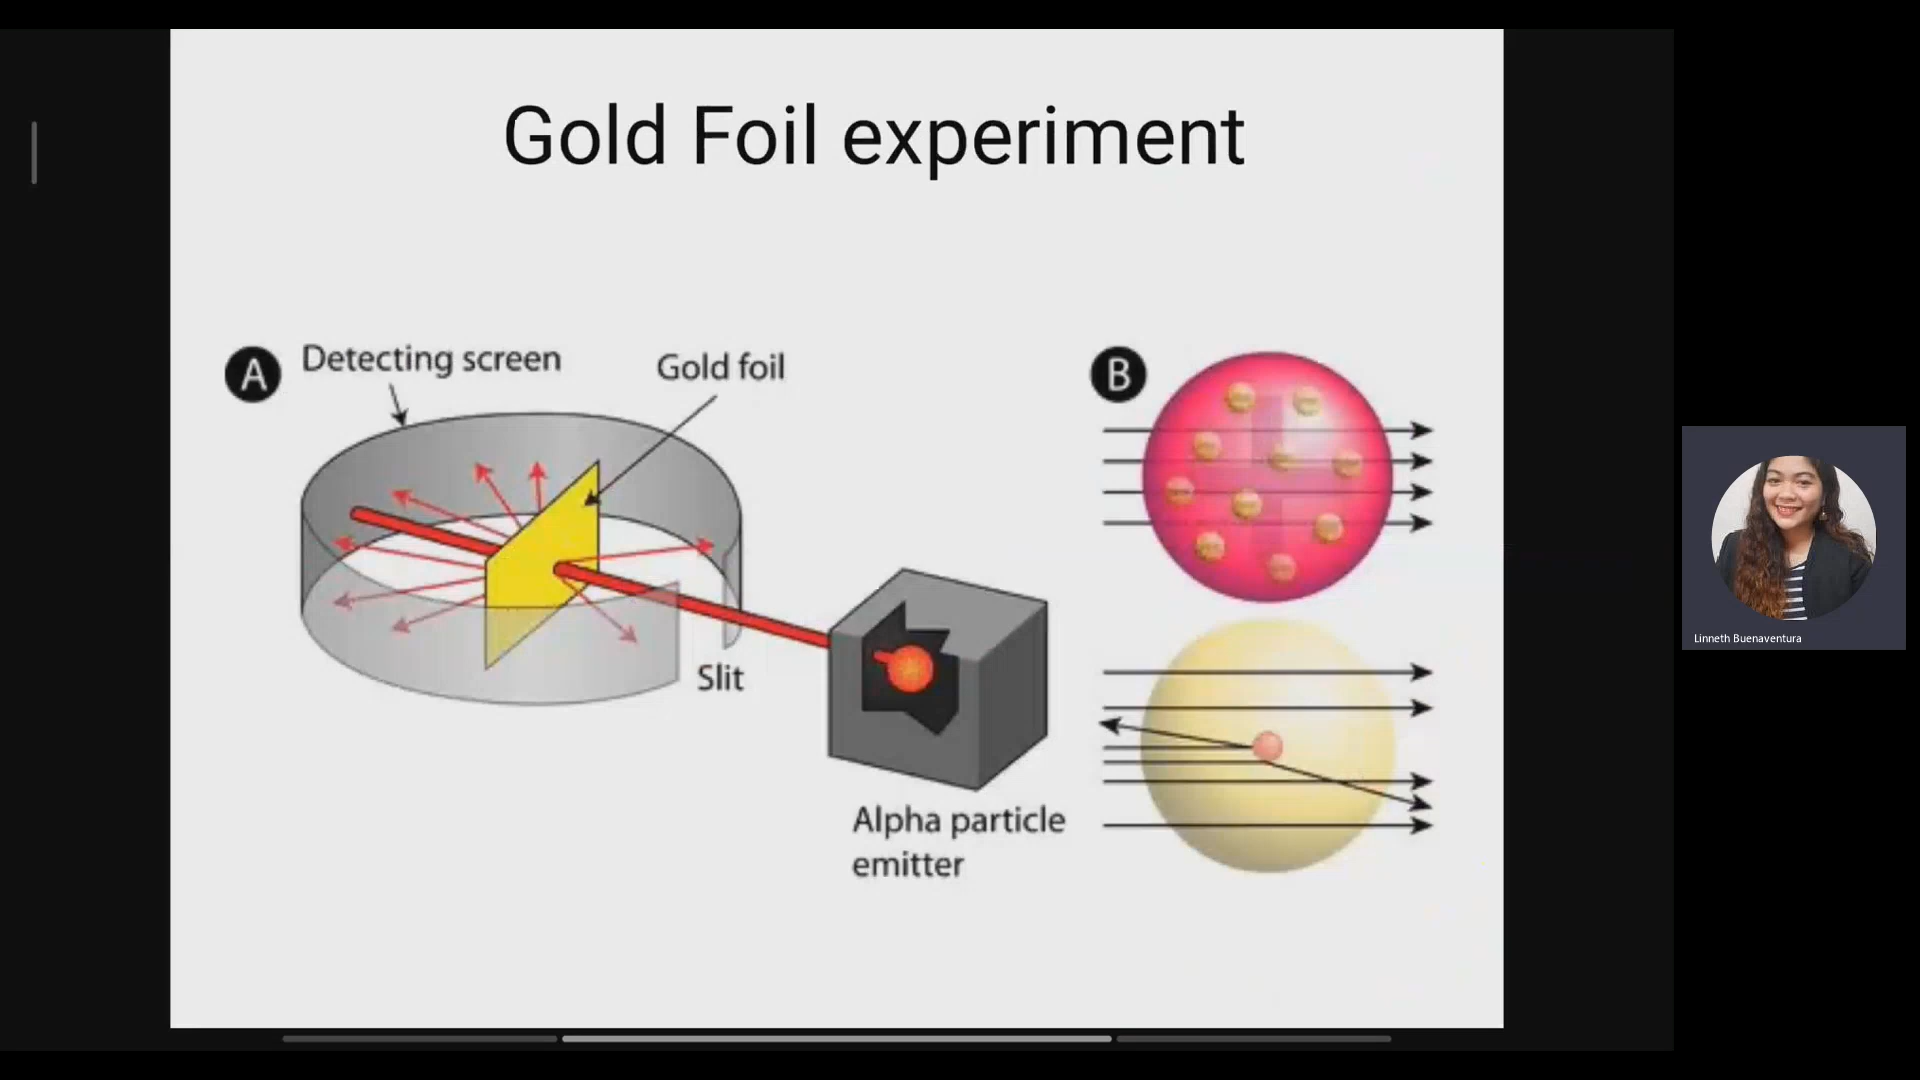 Gold Foil experiment
A
Detecting screen
Gold foil
B
Slit
Alpha particle
emitter
Linneth Buenaventura